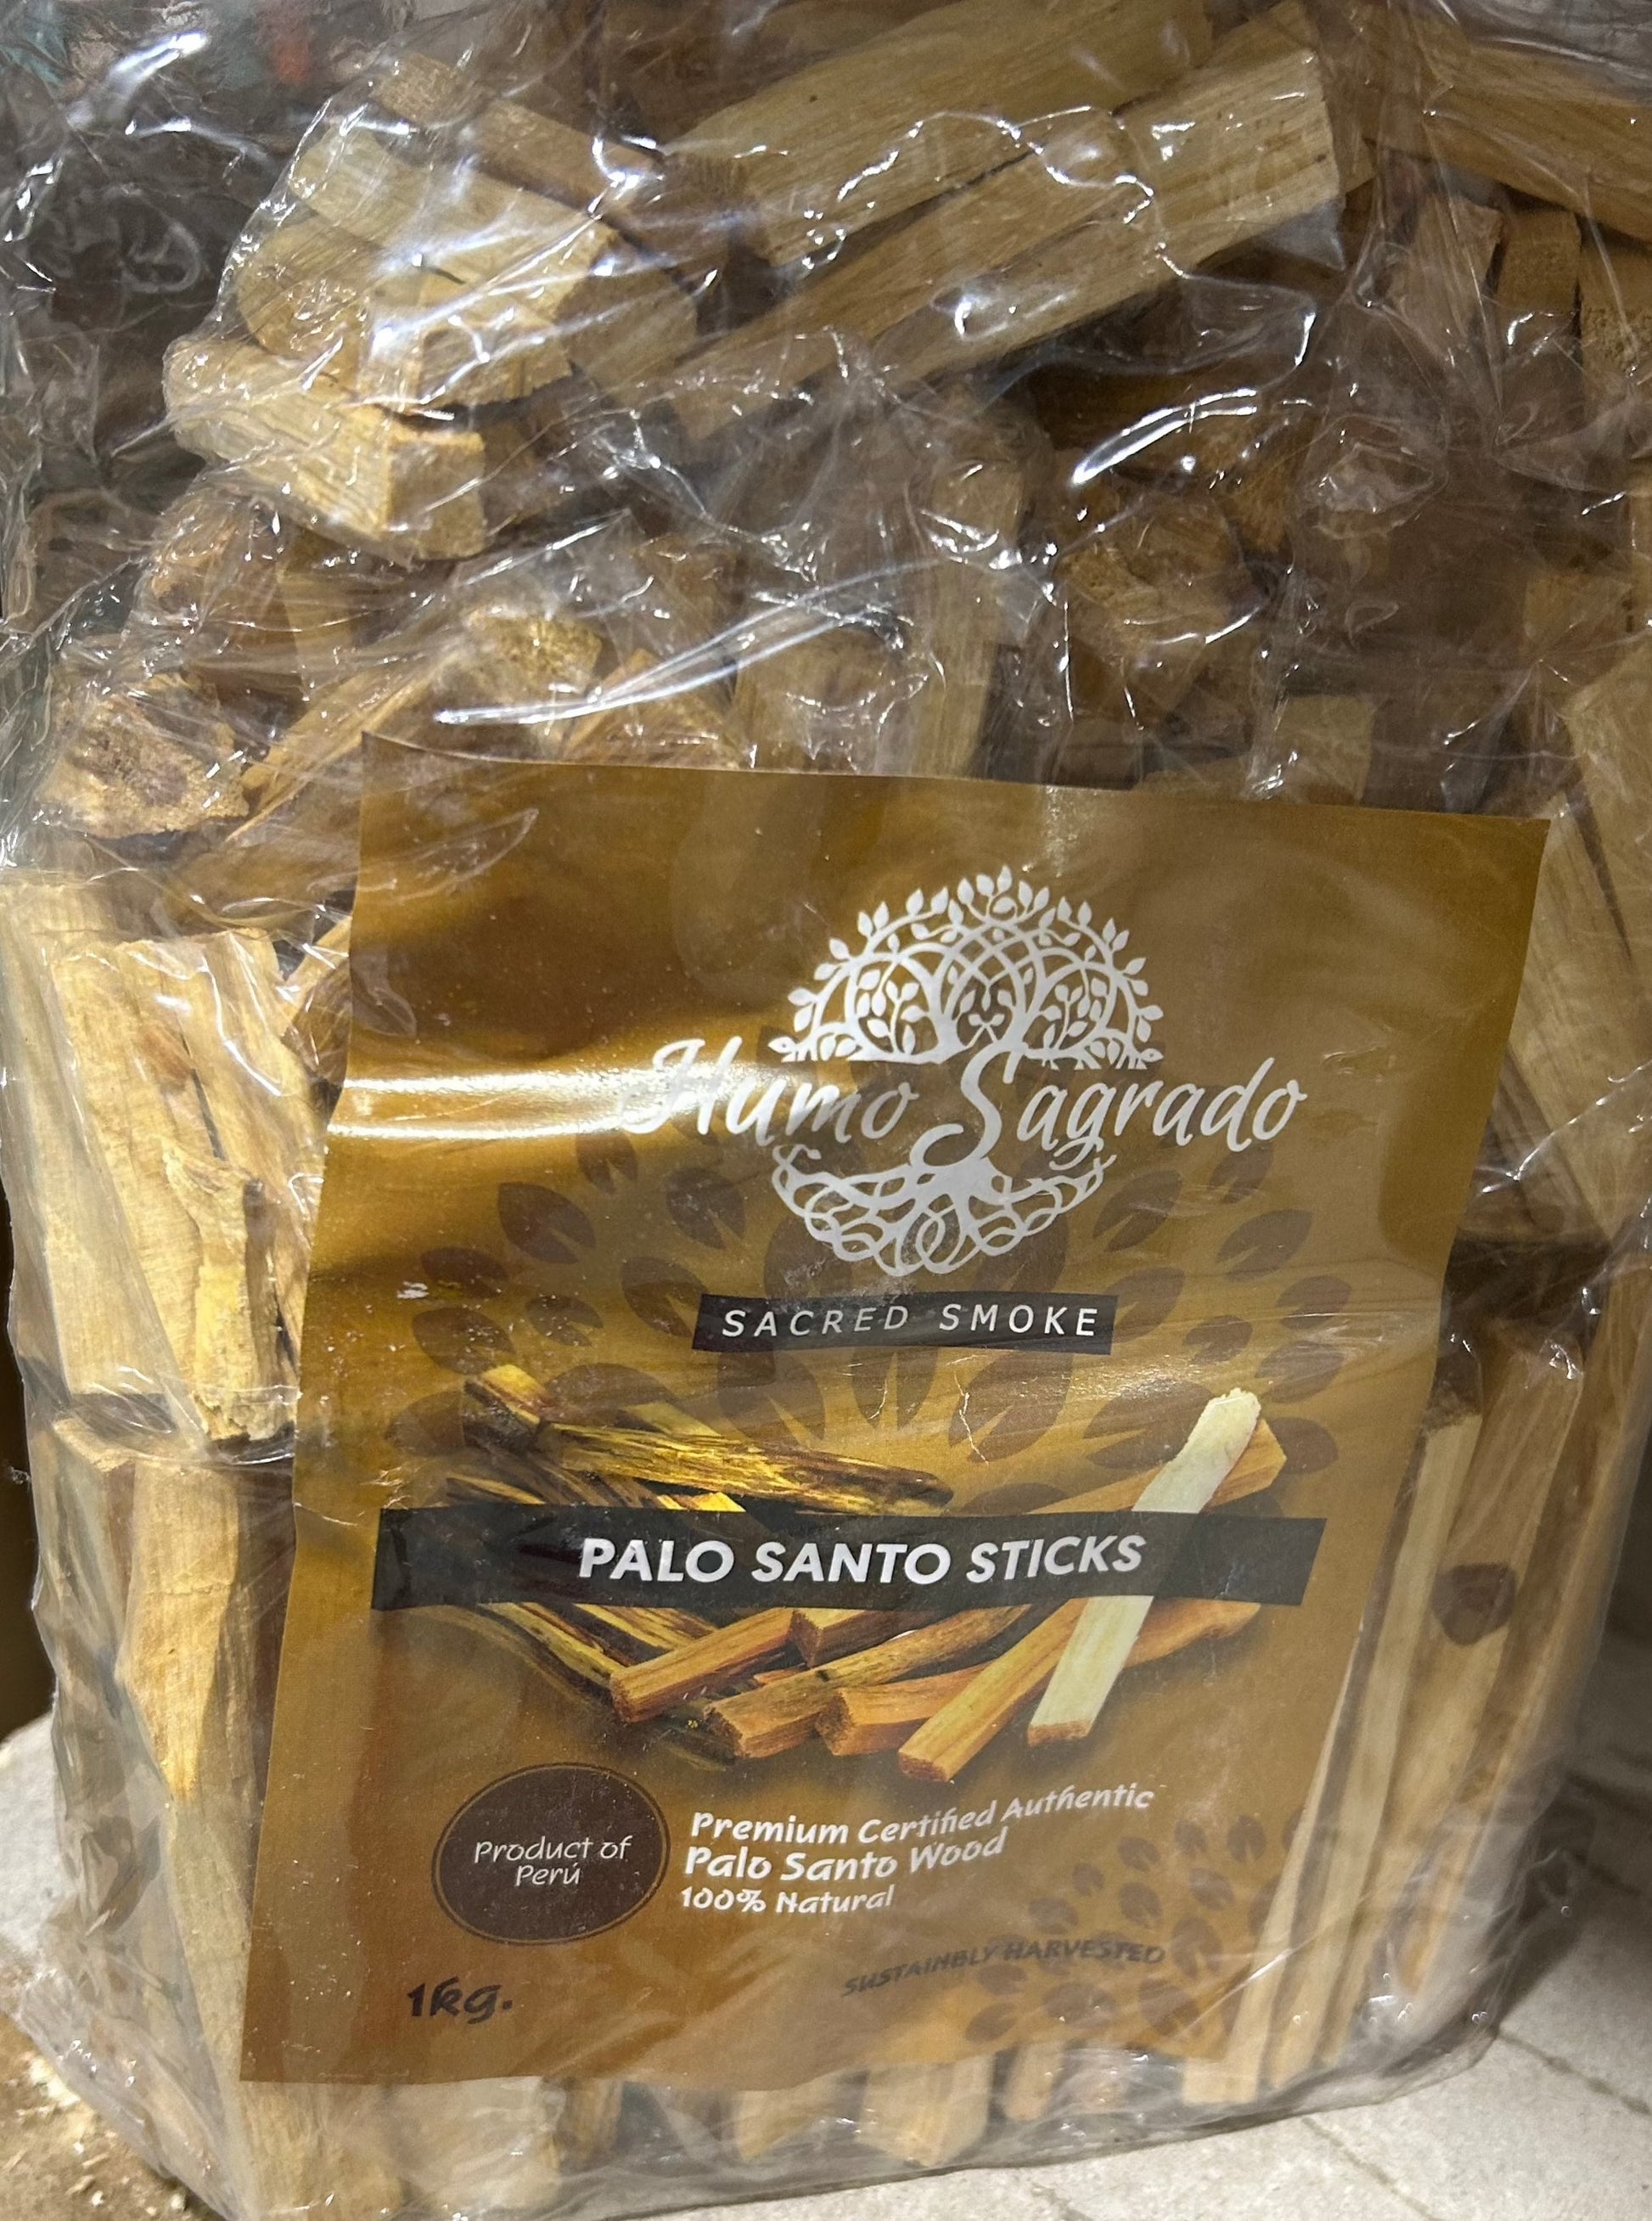 Humo Sagrado
SACRED SMOKE
PALO SANTO STICKS
Product of
Perú
Premium Certified Authentic
Palo Santo Wood
100% Natural
SUSTAINBLY HARVESTED
1kg.